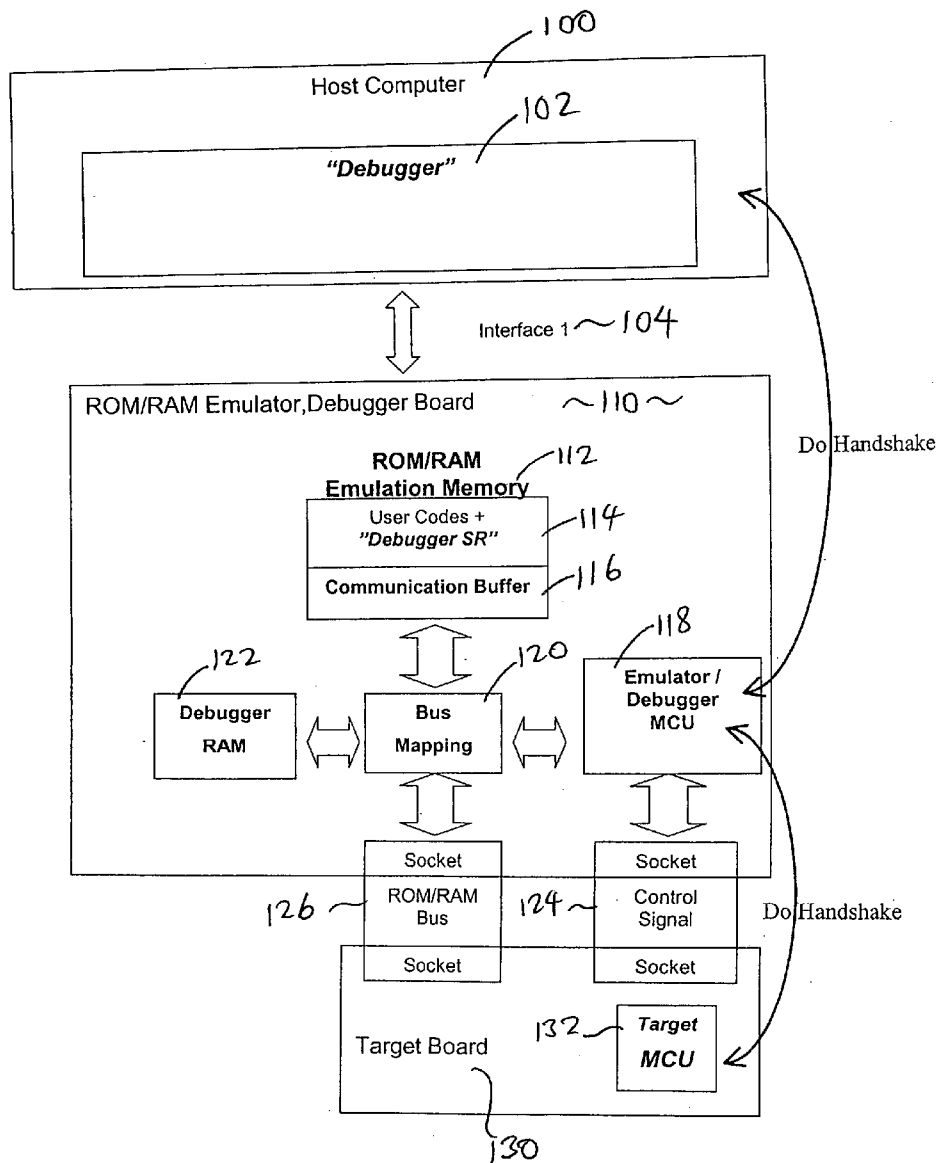 100
Host Computer
102
"Debugger"
Interface 1 ~ 104
ROM/RAM Emulator,Debugger Board ~110~
Do Handshake
ROM/RAM
Emulation Memory
112
User Codes +
"Debugger SR"
114
Communication Buffer
116
118
122
120
Emulator /
Debugger
MCU
Debugger
RAM
Bus
Mapping
Socket
Socket
126
ROM/RAM
Bus
124
Control
Signal
Do Handshake
Socket
Socket
132
Target
MCU
Target Board
130